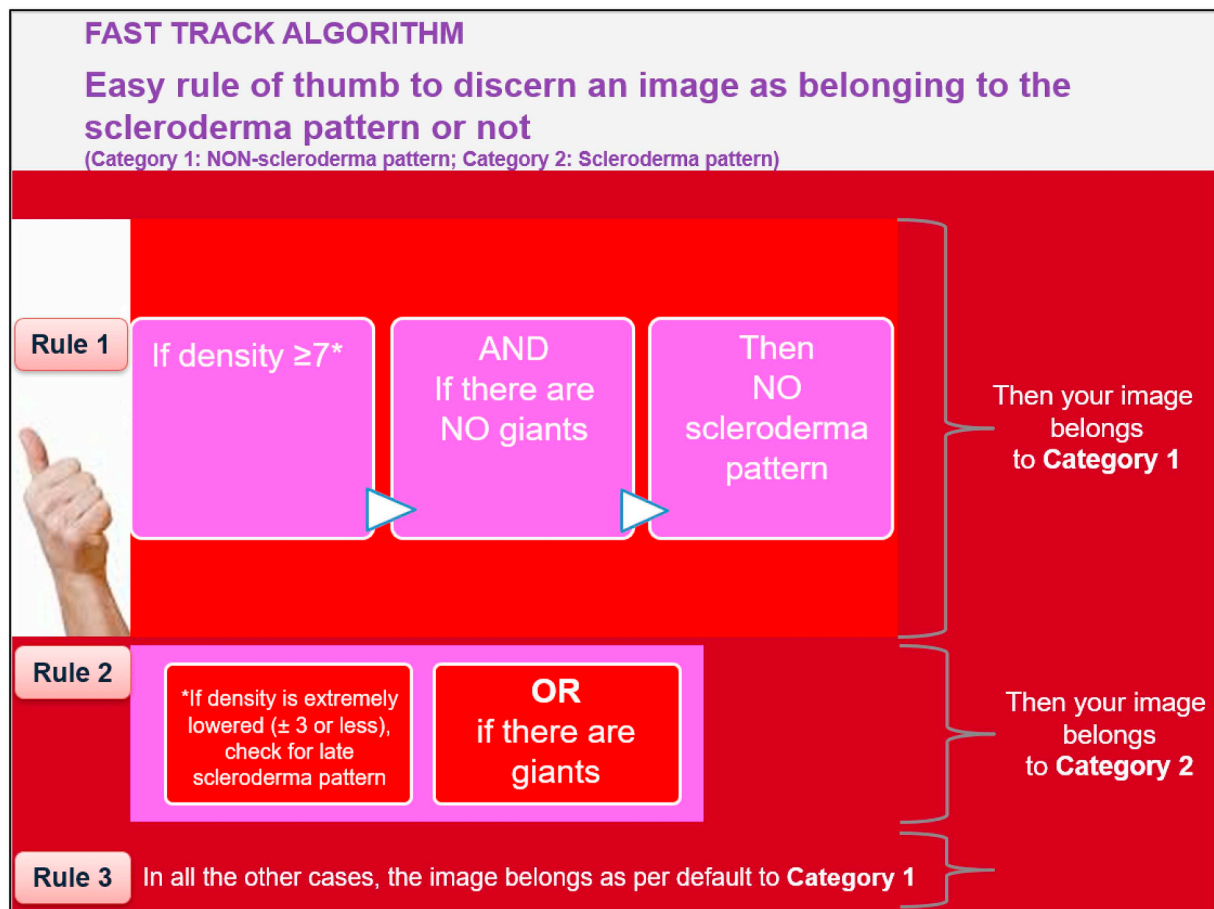 FAST TRACK ALGORITHM
Easy rule of thumb to discern an image as belonging to the
scleroderma pattern or not
(Category 1: NON-scleroderma pattern; Category 2: Scleroderma pattern)
Rule 1
If density ≥7*
AND
If there are
NO giants
Then
NO
scleroderma
pattern
Then your image
belongs
to Category 1
Rule 2
*If density is extremely
lowered (± 3 or less),
check for late
scleroderma pattern
OR
if there are
giants
Then your image
belongs
to Category 2
Rule 3
In all the other cases, the image belongs as per default to Category 1